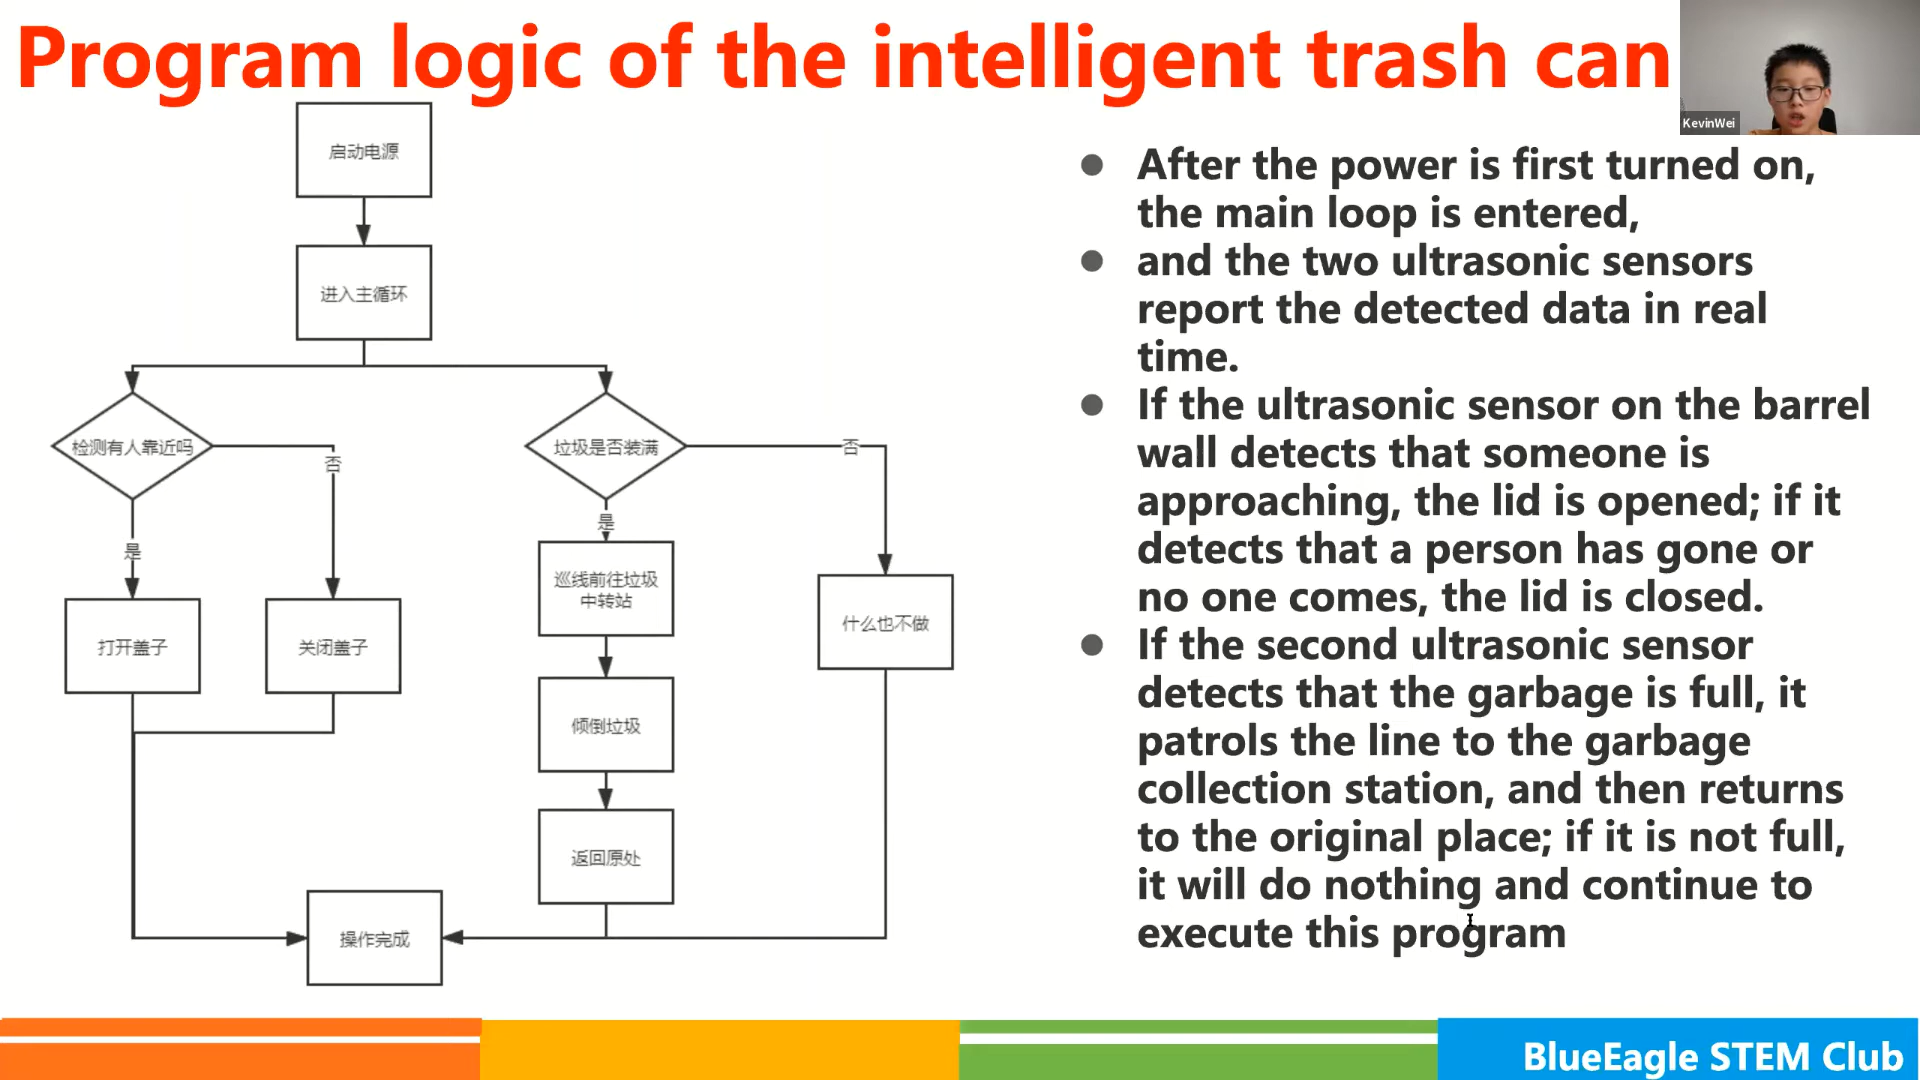 Program logic of the intelligent trash can
KevinWei
启动电源
进入主循环
检测有人靠近吗
否
是
打开盖子
关闭盖子
垃圾是否装满
否
是
巡线前往垃圾
中转站
倾倒垃圾
返回原处
什么也不做
操作完成
● After the power is first turned on,
the main loop is entered,
● and the two ultrasonic sensors
report the detected data in real
time.
● If the ultrasonic sensor on the barrel
wall detects that someone is
approaching, the lid is opened; if it
detects that a person has gone or
no one comes, the lid is closed.
● If the second ultrasonic sensor
detects that the garbage is full, it
patrols the line to the garbage
collection station, and then returns
to the original place; if it is not full,
it will do nothing and continue to
execute this program
BlueEagle STEM Club